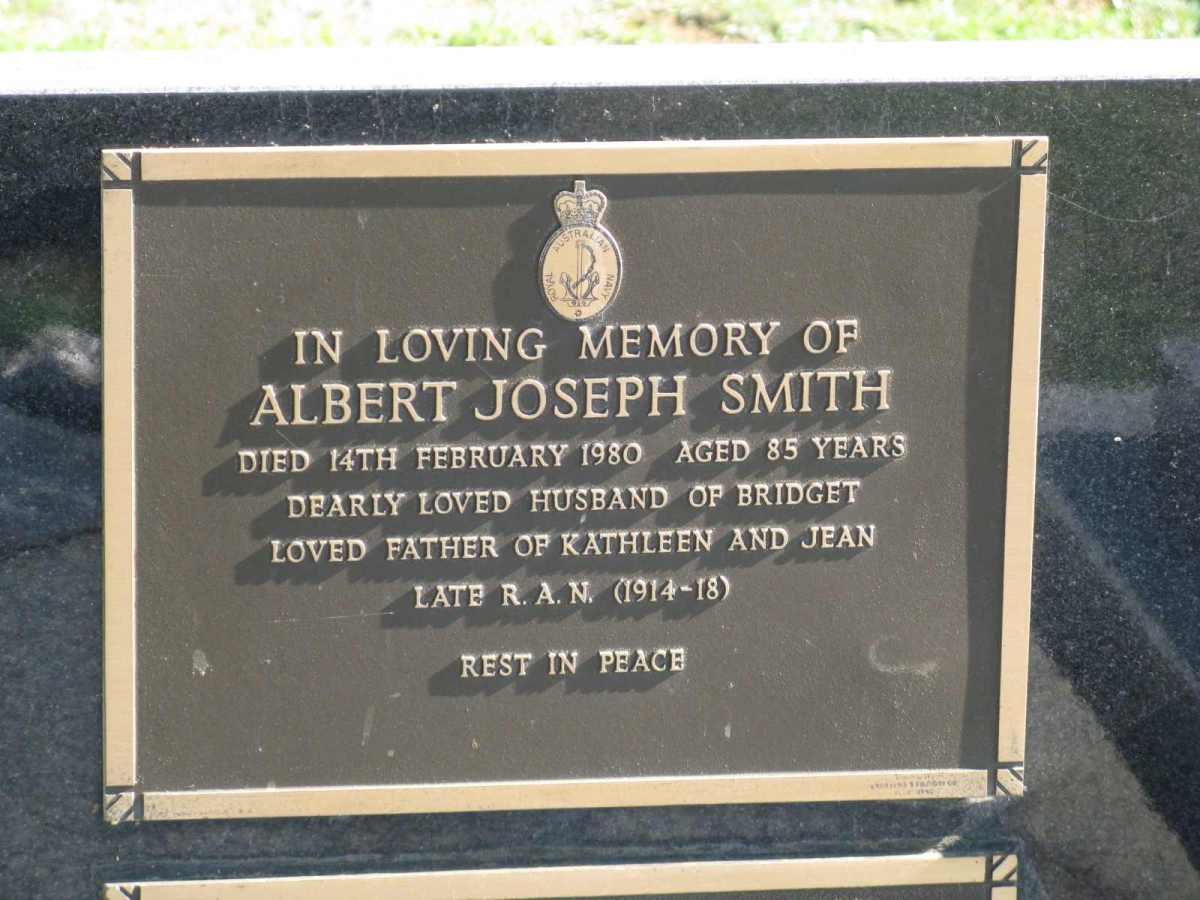 ROYAL AUSTRALIAN NAVY
IN LOVING MEMORY OF
ALBERT JOSEPH SMITH
DIED 14TH FEBRUARY 1980 AGED 85 YEARS
DEARLY LOVED HUSBAND OF BRIDGET
LOVED FATHER OF KATHLEEN AND JEAN
LATE R.A.N. (1914-18)
REST IN PEACE